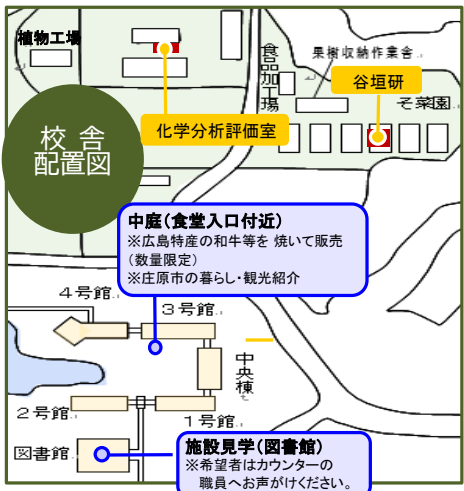 植物工場
食品加工場
果樹収納作業舎
谷垣研
そ菜園
化学分析評価室
校舎
配置図
中庭(食堂入口付近)
※広島特産の和牛等を 焼いて販売
(数量限定)
※庄原市の暮らし・観光紹介
4号館
3号館
中央棟
2号館
1号館
図書館
施設見学(図書館)
※希望者はカウンターの
職員へお声がけください。